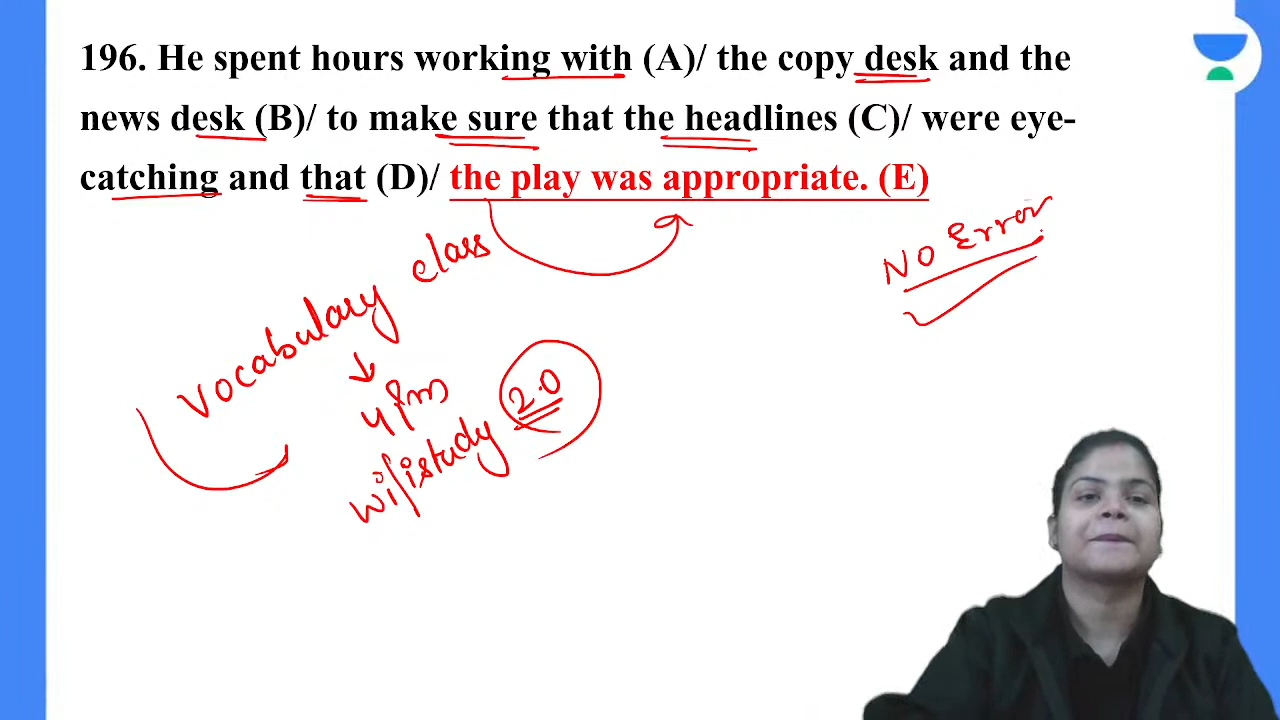 196. He spent hours working with (A)/ the copy desk and the
news desk (B)/ to make sure that the headlines (C)/ were eye-
catching and that (D)/ the play was appropriate. (E)
No Error
vocabulary class
4 pm
wifistudy 2.0